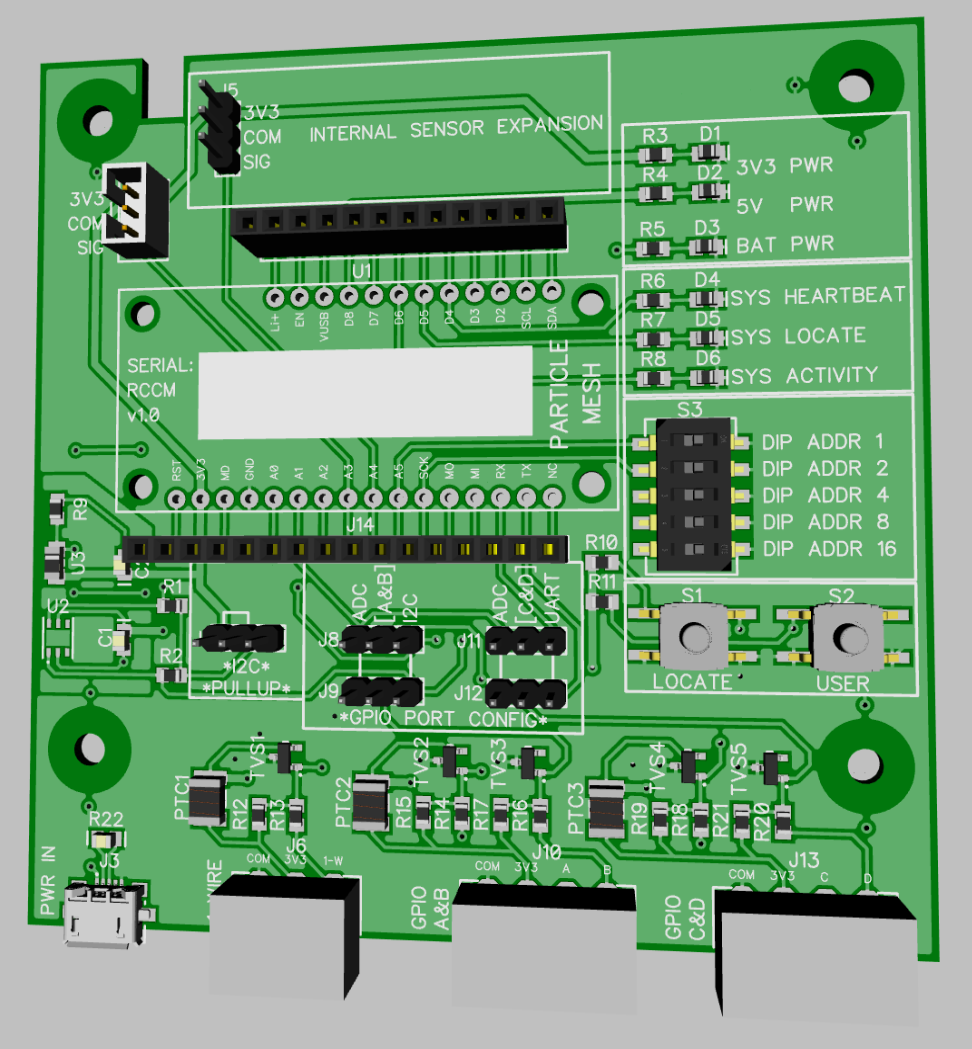 J5
3V3
COM
SIG
INTERNAL SENSOR EXPANSION
3V3
COM
SIG
R3 D1
3V3 PWR
R4 D2
5V PWR
R5 D3
BAT PWR
U1
Li+ EN VUSB D8 D7 D6 D5 D4 D3 D2 SCL SDA
R6 D4
SYS HEARTBEAT
R7 D5
SYS LOCATE
R8 D6
SYS ACTIVITY
SERIAL:
RCCM
v1.0
PARTICLE
MESH
S3
DIP ADDR 1
DIP ADDR 2
DIP ADDR 4
DIP ADDR 8
DIP ADDR 16
RST 3V3 MD GND A0 A1 A2 A3 A4 A5 SCK MO MI RX TX NC
J14
R9
U3
U2
C1
R1
R2
R10
R11
*I2C*
*PULLUP*
ADC
[A&B]
I2C
ADC
[C&D]
UART
J8
J11
J9
J12
*GPIO PORT CONFIG*
S1
S2
LOCATE
USER
PTC1
TVS1
R12
R13
PTC2
TVS2
TVS3
R15
R14
R17
R16
PTC3
TVS4
TVS5
R19
R18
R21
R20
R22
J3
PWR IN
J6
COM 3V3 1-W
J10
COM 3V3 A B
GPIO
A&B
J13
COM 3V3 C D
GPIO
C&D